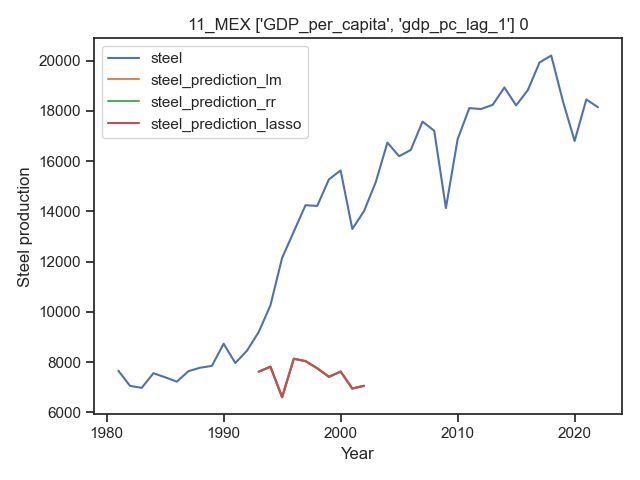 11_MEX ['GDP_per_capita', 'gdp_pc_lag_1'] 0
steel
steel_prediction_lm
steel_prediction_rr
steel_prediction_lasso
Steel production
20000
18000
16000
14000
12000
10000
8000
6000
1980 1990 2000 2010 2020
Year